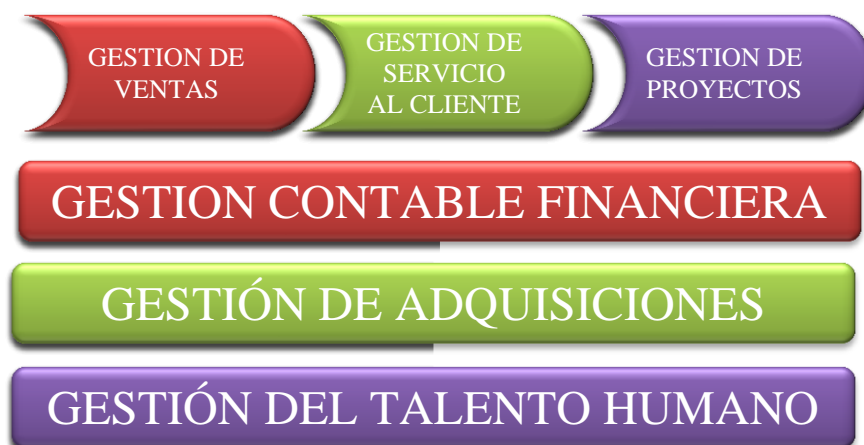 GESTION DE
VENTAS
GESTION DE
SERVICIO
AL CLIENTE
GESTION DE
PROYECTOS
GESTION CONTABLE FINANCIERA
GESTIÓN DE ADQUISICIONES
GESTIÓN DEL TALENTO HUMANO